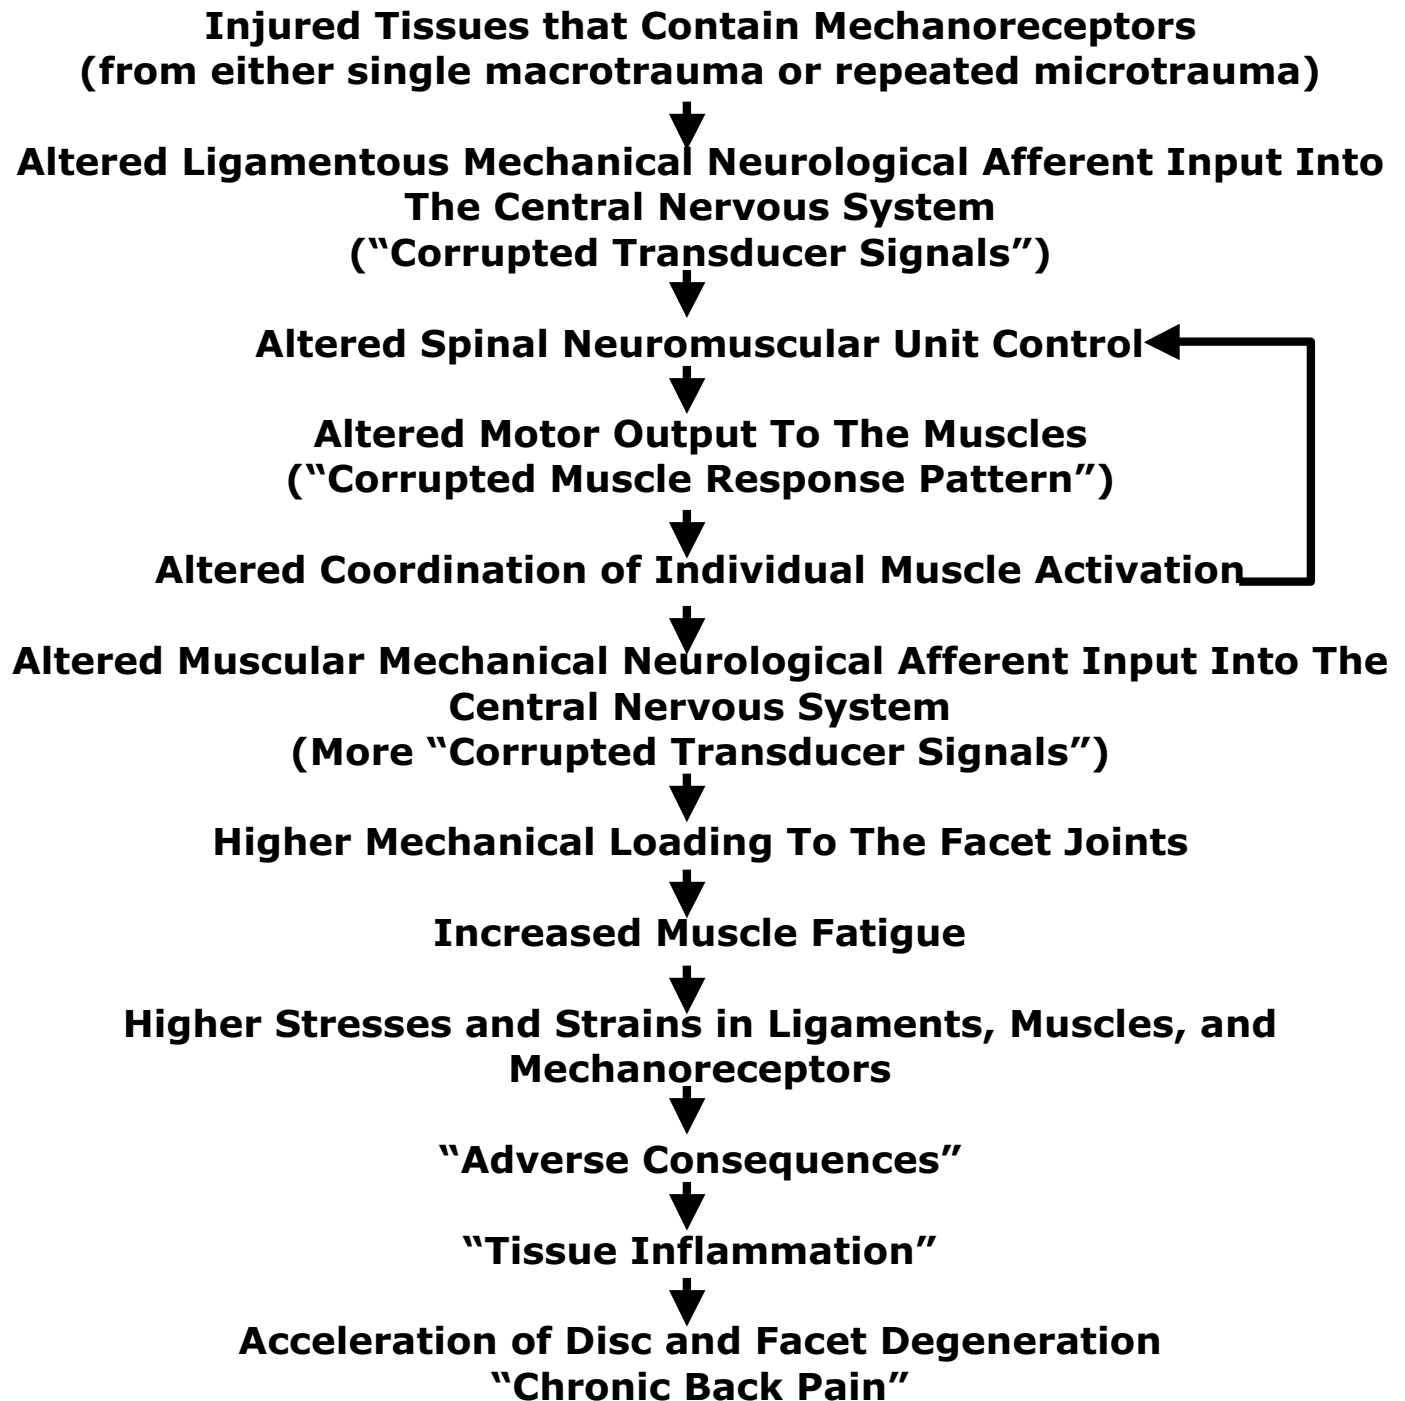 Injured Tissues that Contain Mechanoreceptors
(from either single macrotrauma or repeated microtrauma)
Altered Ligamentous Mechanical Neurological Afferent Input Into
The Central Nervous System
(“Corrupted Transducer Signals”)
Altered Spinal Neuromuscular Unit Control
Altered Motor Output To The Muscles
(“Corrupted Muscle Response Pattern”)
Altered Coordination of Individual Muscle Activation
Altered Muscular Mechanical Neurological Afferent Input Into The
Central Nervous System
(More “Corrupted Transducer Signals”)
Higher Mechanical Loading To The Facet Joints
Increased Muscle Fatigue
Higher Stresses and Strains in Ligaments, Muscles, and
Mechanoreceptors
“Adverse Consequences”
“Tissue Inflammation”
Acceleration of Disc and Facet Degeneration
“Chronic Back Pain”